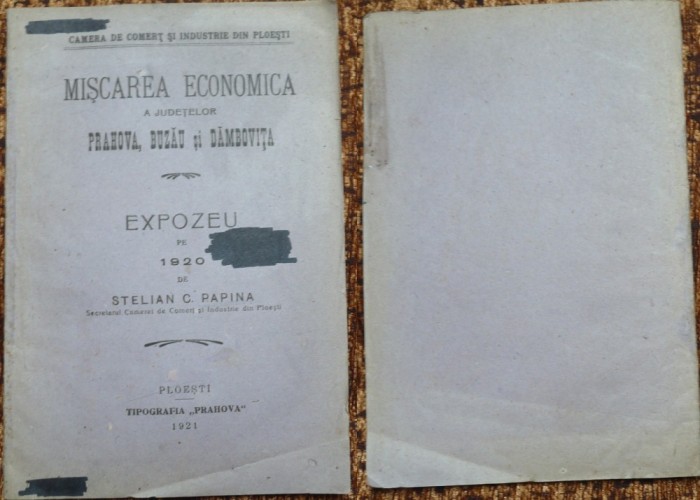 CAMERA DE COMERȚ ȘI INDUSTRIE DIN PLOEȘTI
MIȘCAREA ECONOMICA
A JUDEȚELOR
PRAHOVA, BUZĂU și DÂMBOVIȚA
EXPOZEU
PE
1920
DE
STELIAN C. PAPINA
Secretarul Camerei de Comerț și Industrie din Ploești
PLOEȘTI
TIPOGRAFIA „PRAHOVA"
1921